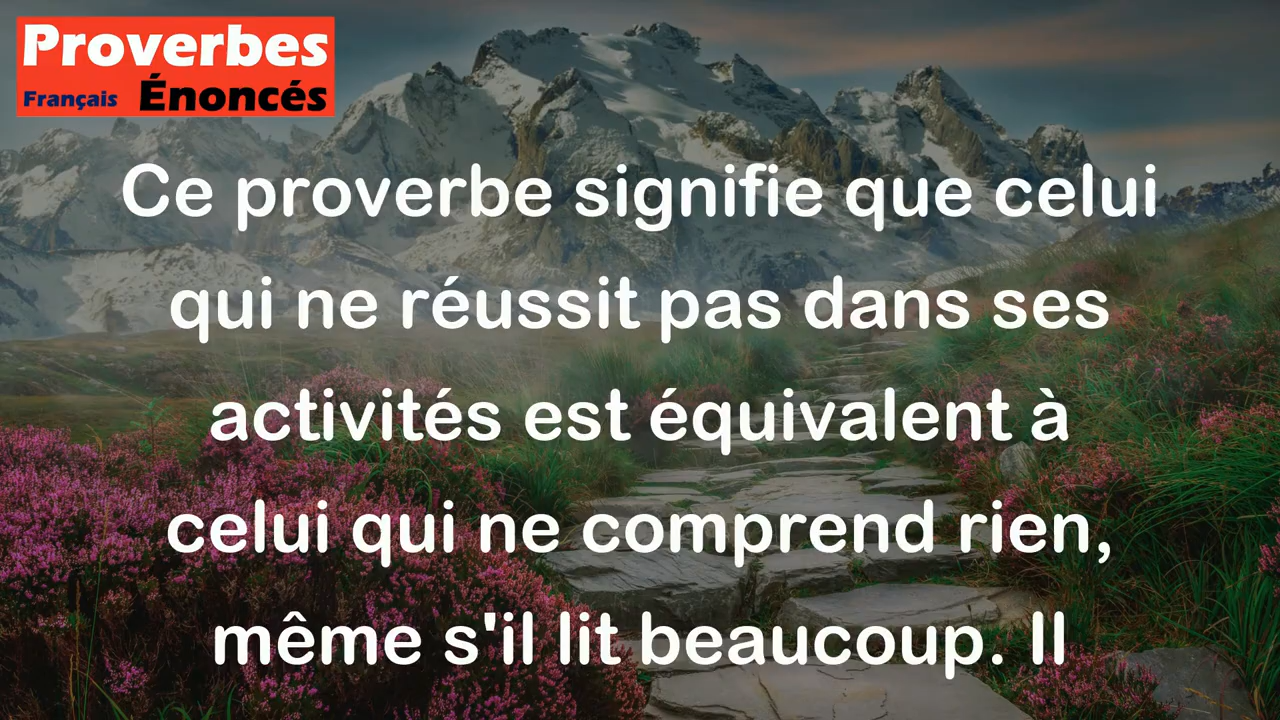 Proverbes
Français Énoncés
Ce proverbe signifie que celui
qui ne réussit pas dans ses
activités est équivalent à
celui qui ne comprend rien,
même s'il lit beaucoup. Il